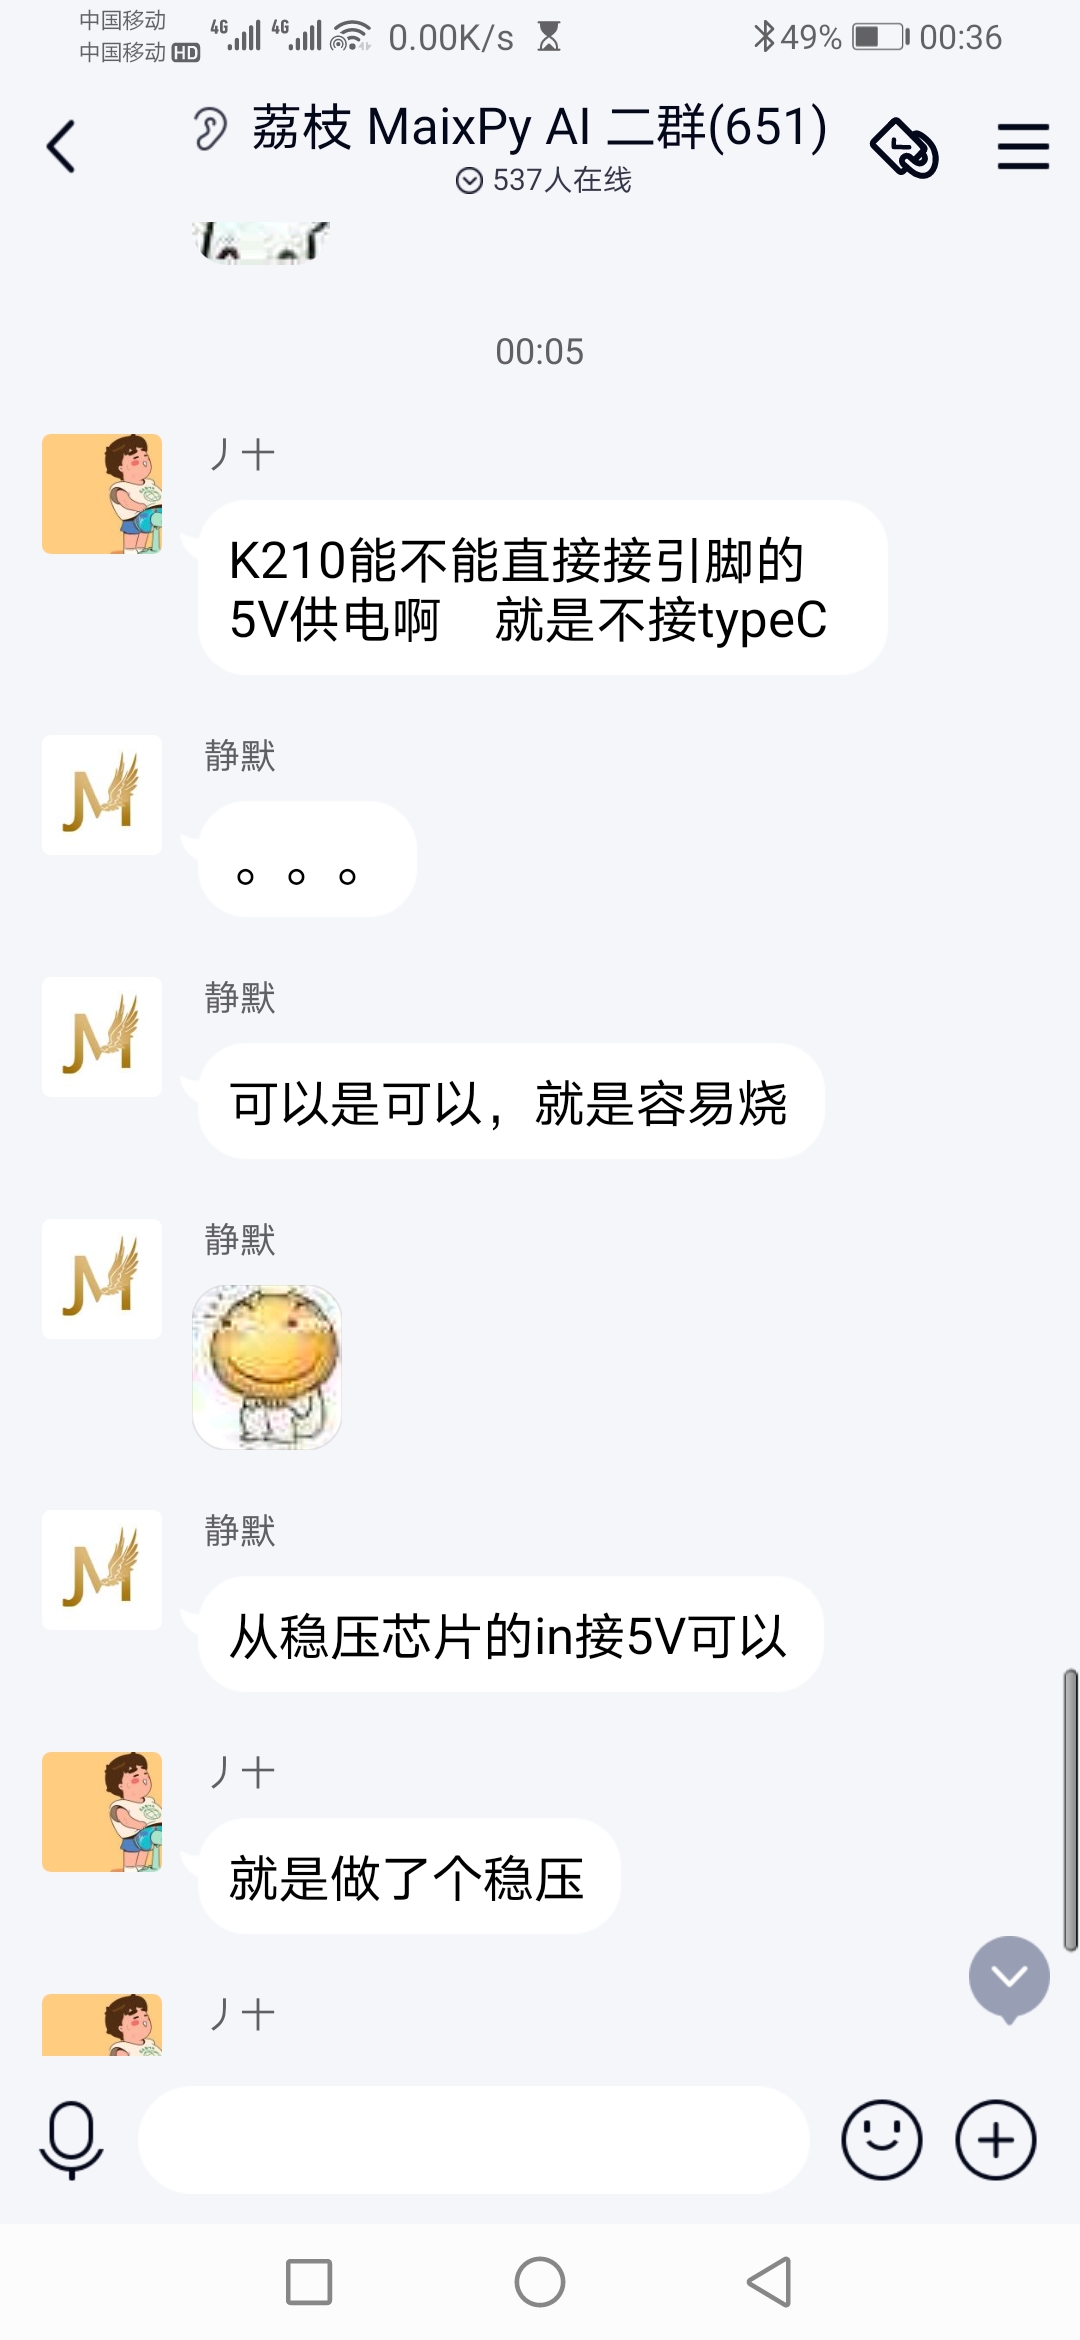 中国移动
中国移动 HD 4G 4G 0.00K/s 49% 00:36
荔枝 MaixPy AI 二群(651)
537人在线
00:05
丿十
K210能不能直接接引脚的
5V供电啊 就是不接typeC
静默
。。。
静默
可以是可以，就是容易烧
静默
静默
从稳压芯片的in接5V可以
丿十
就是做了个稳压
丿十